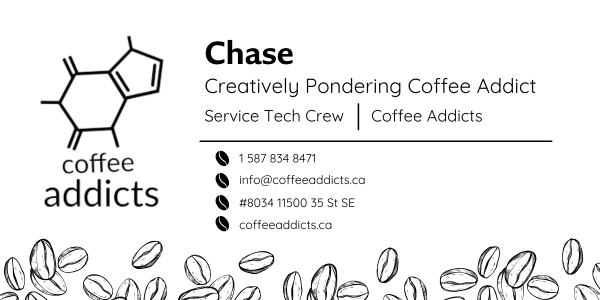 coffee
addicts
Chase
Creatively Pondering Coffee Addict
Service Tech Crew | Coffee Addicts
1 587 834 8471
info@coffeeaddicts.ca
#8034 11500 35 St SE
coffeeaddicts.ca